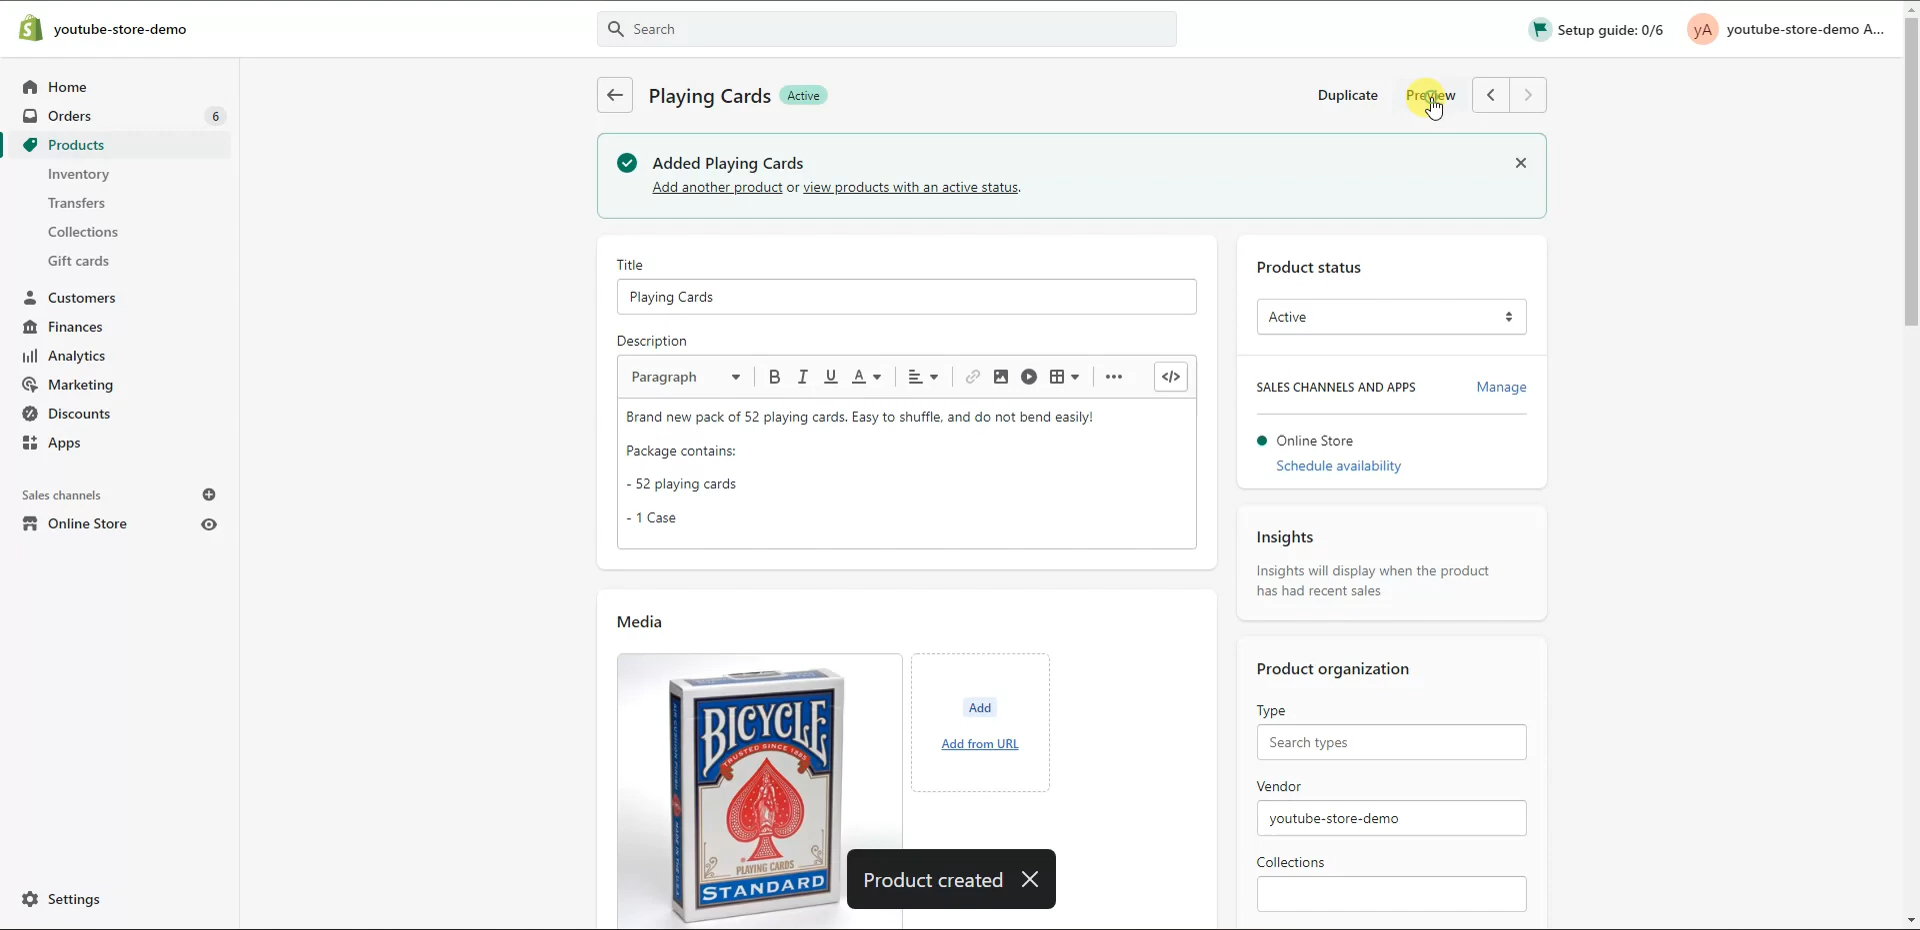 youtube-store-demo
Search
Setup guide: 0/6
yA
youtube-store-demo A...
Home
Orders
6
Products
Inventory
Transfers
Collections
Gift cards
Customers
Finances
Analytics
Marketing
Discounts
Apps
Sales channels
Online Store
Settings
Playing Cards
Active
Duplicate
Preview
Added Playing Cards
Add another product or view products with an active status.
Title
Playing Cards
Description
Paragraph
B I U A
</>
Brand new pack of 52 playing cards. Easy to shuffle, and do not bend easily!
Package contains:
- 52 playing cards
- 1 Case
Media
BICYCLE
TRUSTED SINCE 1885
PLAYING CARDS
STANDARD
Add
Add from URL
Product created
Product status
Active
SALES CHANNELS AND APPS
Manage
Online Store
Schedule availability
Insights
Insights will display when the product
has had recent sales
Product organization
Type
Search types
Vendor
youtube-store-demo
Collections